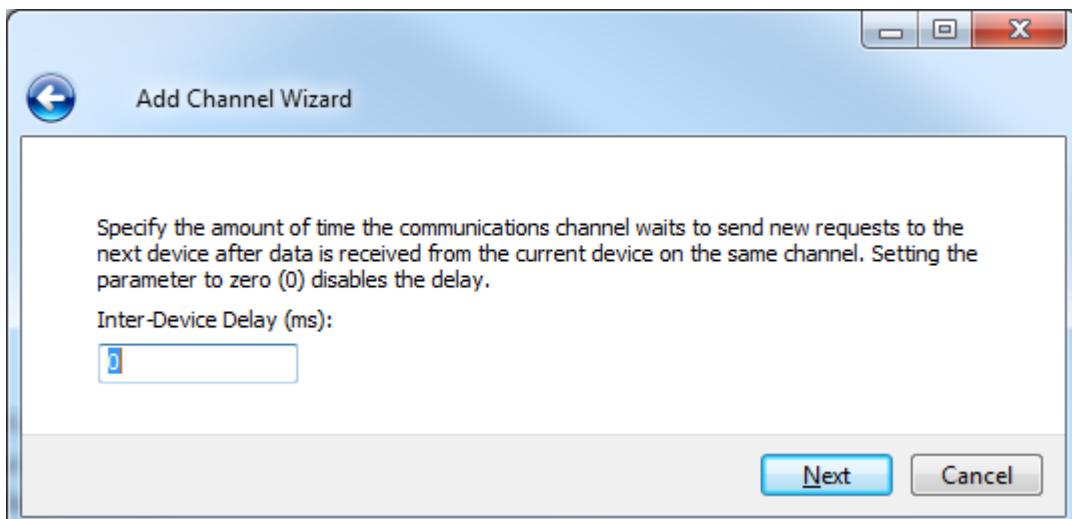 Add Channel Wizard
Specify the amount of time the communications channel waits to send new requests to the
next device after data is received from the current device on the same channel. Setting the
parameter to zero (0) disables the delay.
Inter-Device Delay (ms):
0
Next
Cancel